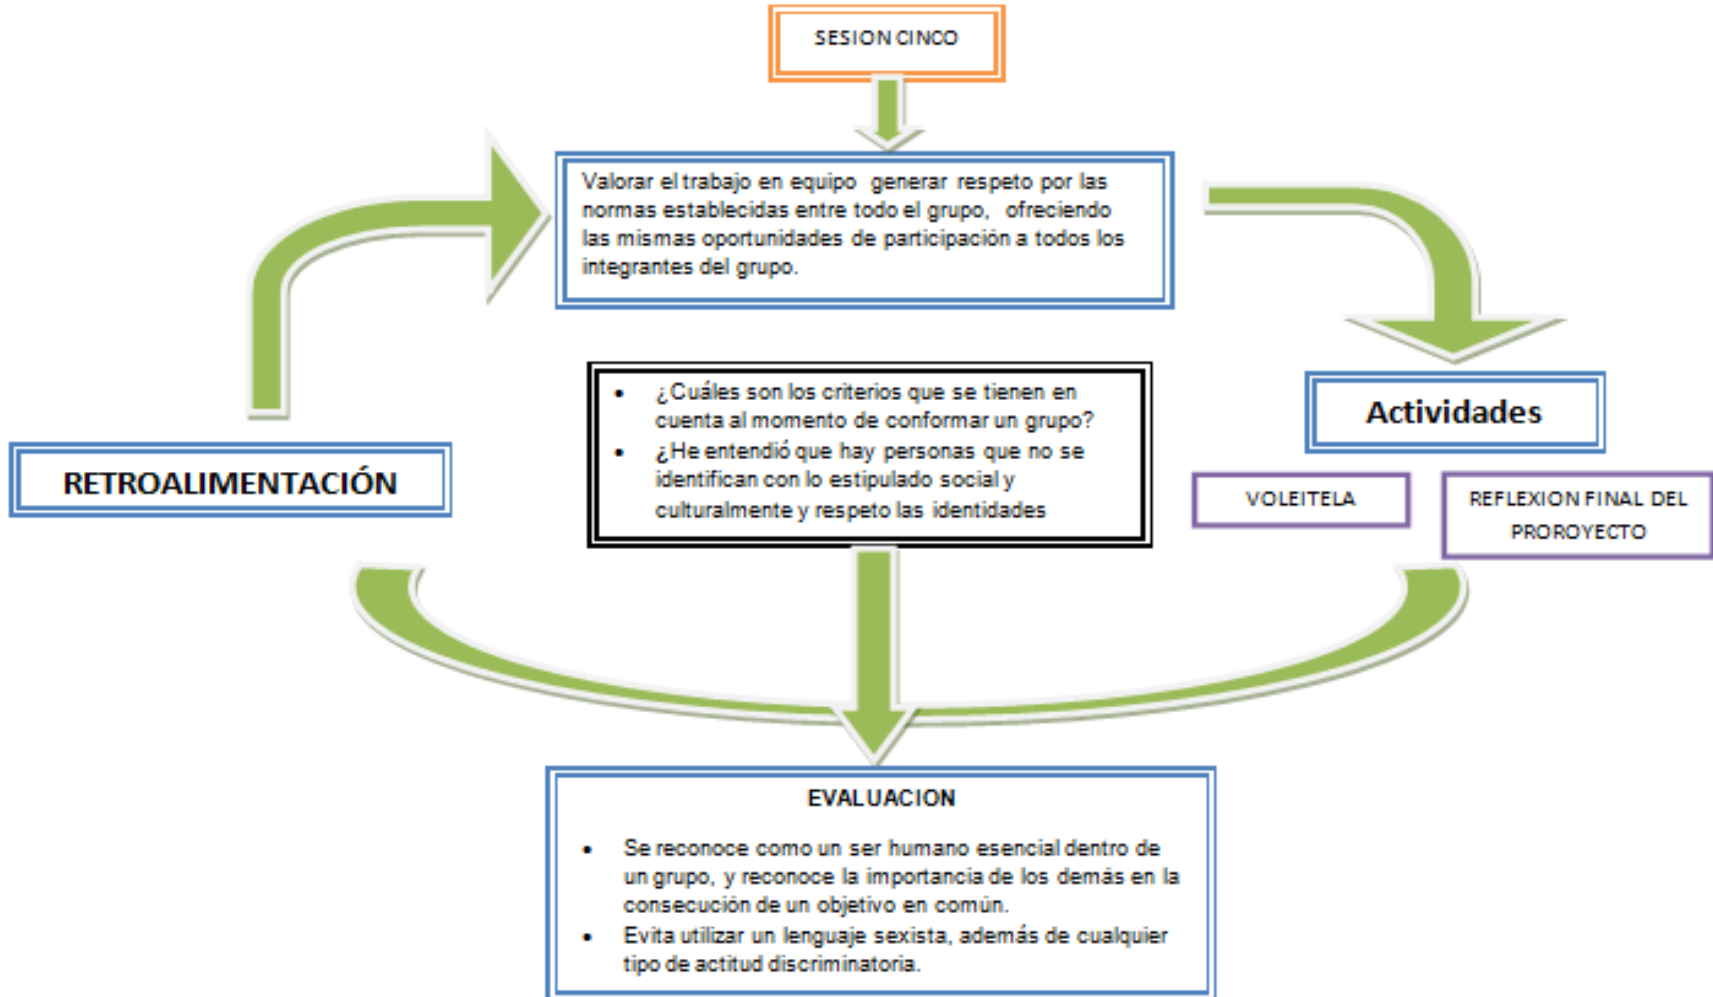 SESION CINCO
Valorar el trabajo en equipo generar respeto por las
normas establecidas entre todo el grupo, ofreciendo
las mismas oportunidades de participación a todos los
integrantes del grupo.
• ¿Cuáles son los criterios que se tienen en
cuenta al momento de conformar un grupo?
• ¿He entendió que hay personas que no se
identifican con lo estipulado social y
culturalmente y respeto las identidades
Actividades
VOLEITELA
REFLEXION FINAL DEL
PROROYECTO
RETROALIMENTACIÓN
EVALUACION
• Se reconoce como un ser humano esencial dentro de
un grupo, y reconoce la importancia de los demás en la
consecución de un objetivo en común.
• Evita utilizar un lenguaje sexista, además de cualquier
tipo de actitud discriminatoria.